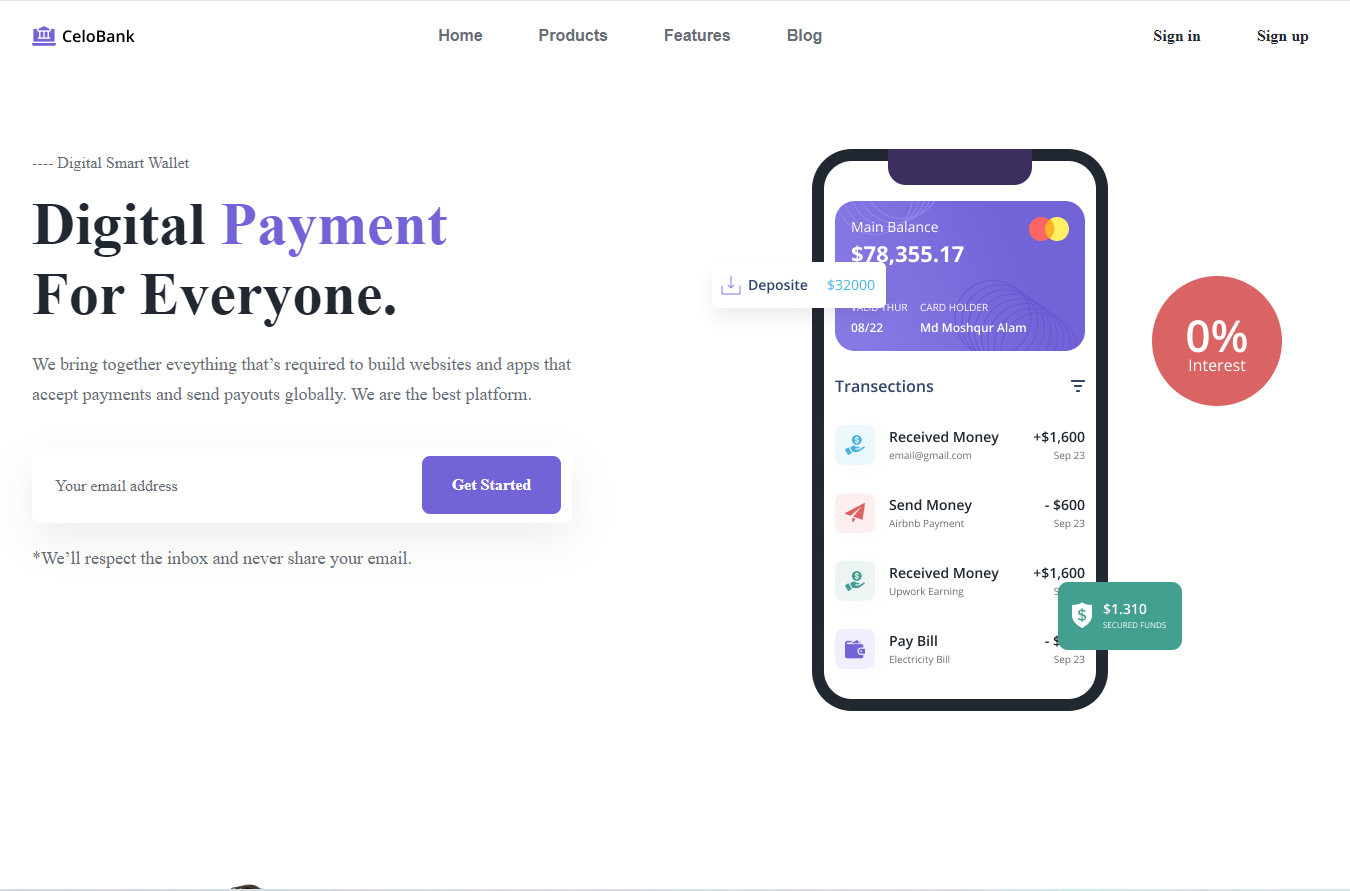 CeloBank
Home
Products
Features
Blog
Sign in
Sign up
---- Digital Smart Wallet
Digital Payment
For Everyone.
We bring together eveything that’s required to build websites and apps that
accept payments and send payouts globally. We are the best platform.
Your email address
Get Started
*We’ll respect the inbox and never share your email.
Main Balance
$78,355.17
Deposite $32000
VALID THUR CARD HOLDER
08/22 Md Moshqur Alam
0%
Interest
Transections
Received Money +$1,600
email@gmail.com Sep 23
Send Money - $600
Airbnb Payment Sep 23
Received Money +$1,600
Upwork Earning
$1.310
SECURED FUNDS
Pay Bill
Electricity Bill Sep 23